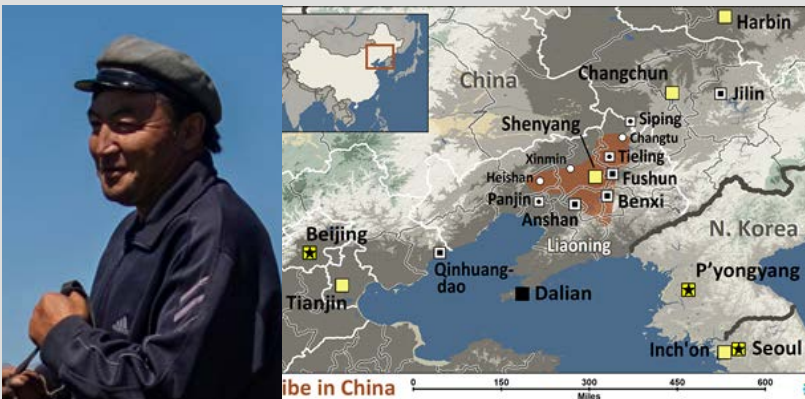 Harbin
China
Changchun
Jilin
Siping
Shenyang
Changtu
Xinmin
Tieling
Heishan
Fushun
Panjin
Benxi
Anshan
Liaoning
N. Korea
Beijing
Qinhuang-
dao
P'yongyang
Tianjin
Dalian
Inch'on
Seoul
ibe in China
0 150 300 450 600
Miles
adidas